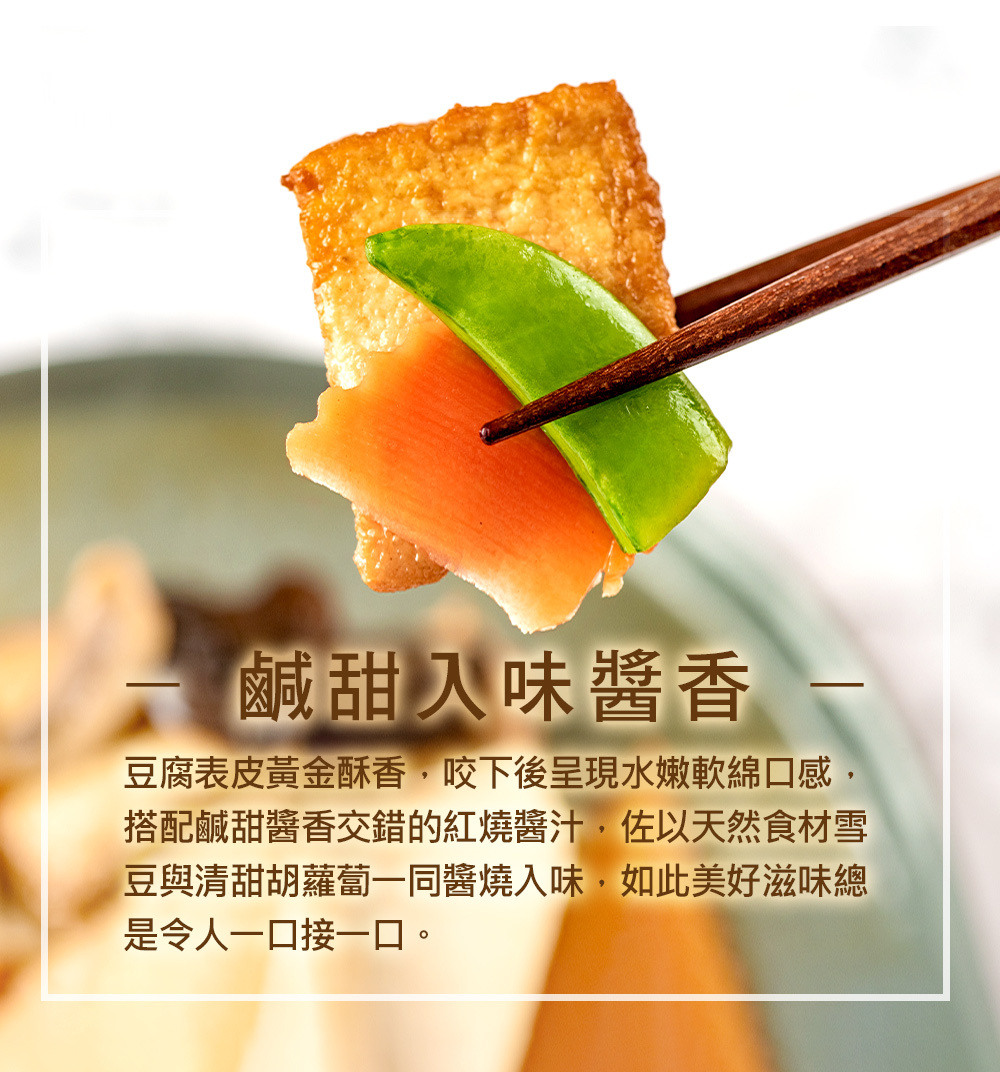 — 鹹甜入味醬香 —
豆腐表皮黃金酥香，咬下後呈現水嫩軟綿口感，
搭配鹹甜醬香交錯的紅燒醬汁，佐以天然食材雪
豆與清甜胡蘿蔔一同醬燒入味，如此美好滋味總
是令人一口接一口。